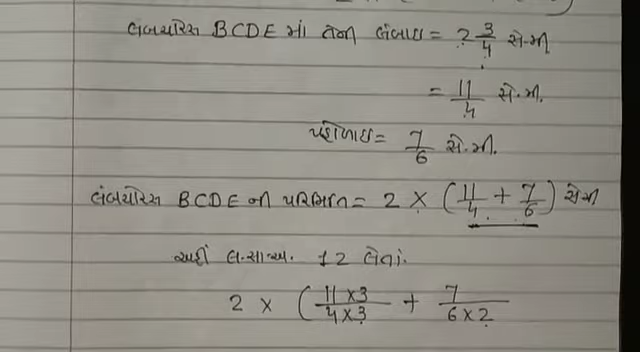 લંબચોરસ BCDE માં તેની લંબાઇ = 2 3/4 સે.મી
= 11/4 સે.મી.
પહોળાઇ = 7/6 સે.મી.
લંબચોરસ BCDE ની પરિમિતિ = 2 × (11/4 + 7/6) સેમી
અહીં લ.સા.અ. 12 લેતાં.
2 × (11×3/4×3 + 7/6×2